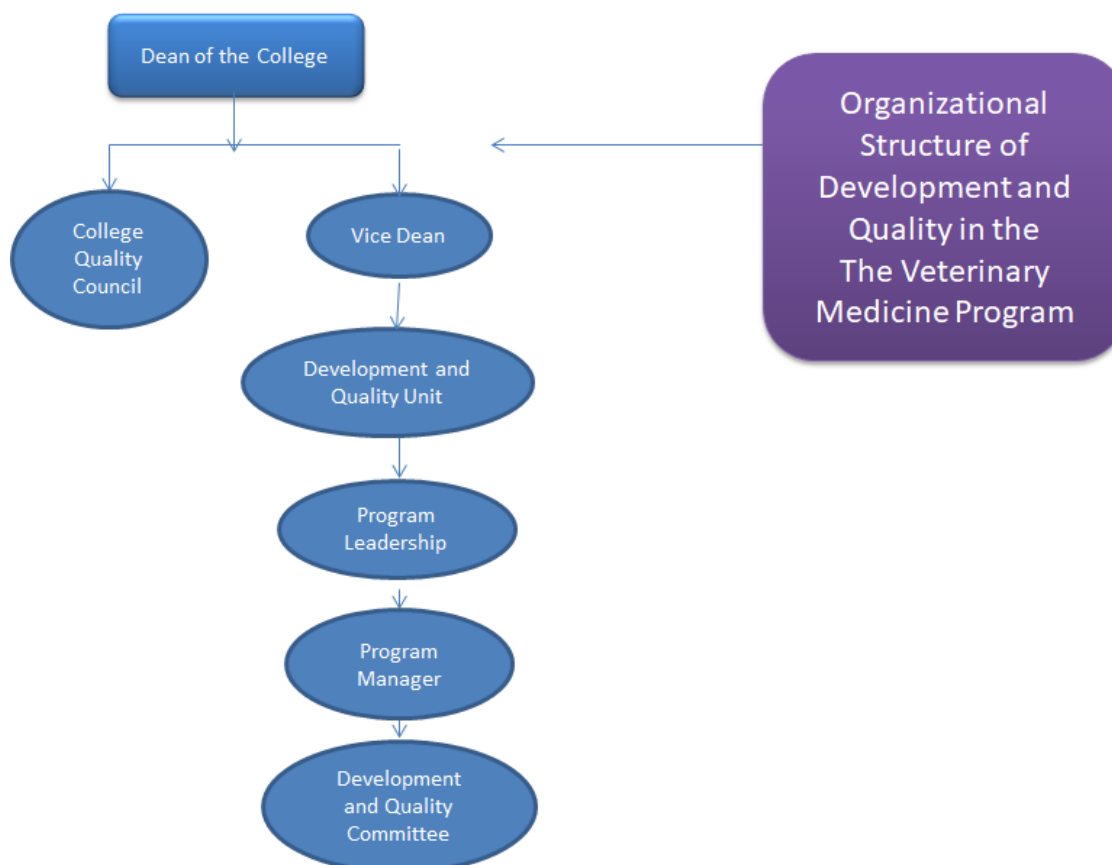 Dean of the College
Organizational
Structure of
Development and
Quality in the
The Veterinary
Medicine Program
College
Quality
Council
Vice Dean
Development and
Quality Unit
Program
Leadership
Program
Manager
Development
and Quality
Committee